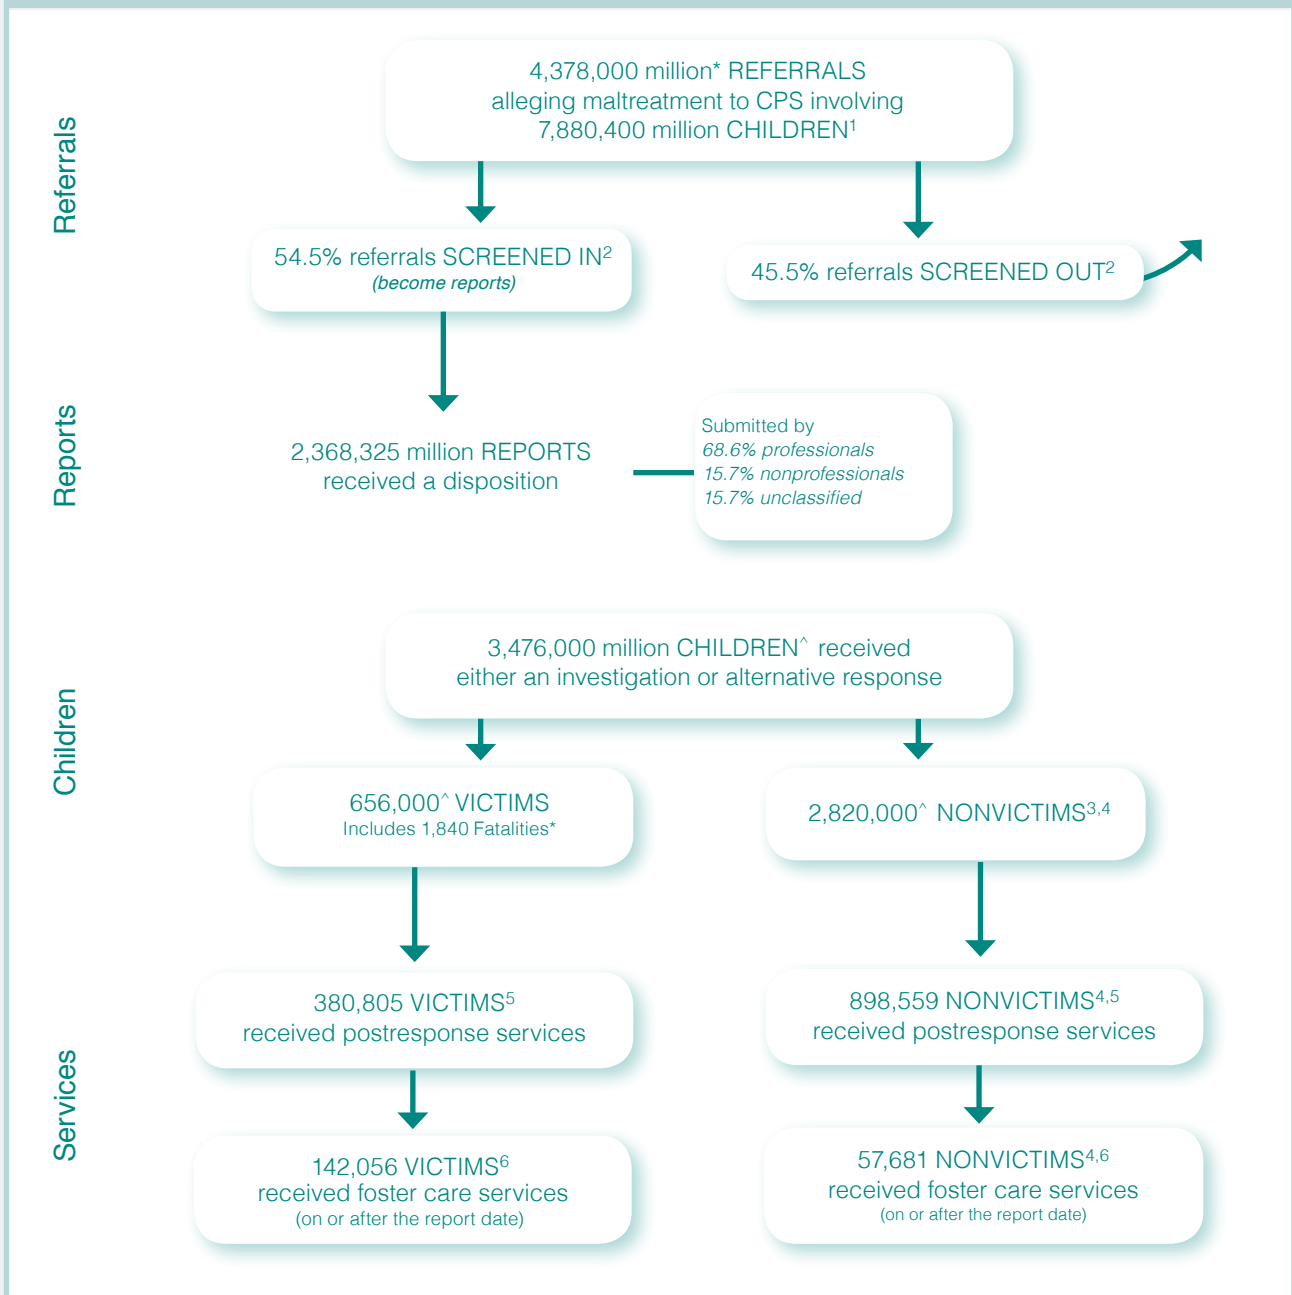 Referrals
4,378,000 million* REFERRALS
alleging maltreatment to CPS involving
7,880,400 million CHILDREN1
54.5% referrals SCREENED IN2
(become reports)
45.5% referrals SCREENED OUT2
Reports
2,368,325 million REPORTS
received a disposition
Submitted by
68.6% professionals
15.7% nonprofessionals
15.7% unclassified
Children
3,476,000 million CHILDREN^ received
either an investigation or alternative response
656,000^ VICTIMS
Includes 1,840 Fatalities*
2,820,000^ NONVICTIMS3,4
Services
380,805 VICTIMS5
received postresponse services
898,559 NONVICTIMS4,5
received postresponse services
142,056 VICTIMS6
received foster care services
(on or after the report date)
57,681 NONVICTIMS4,6
received foster care services
(on or after the report date)